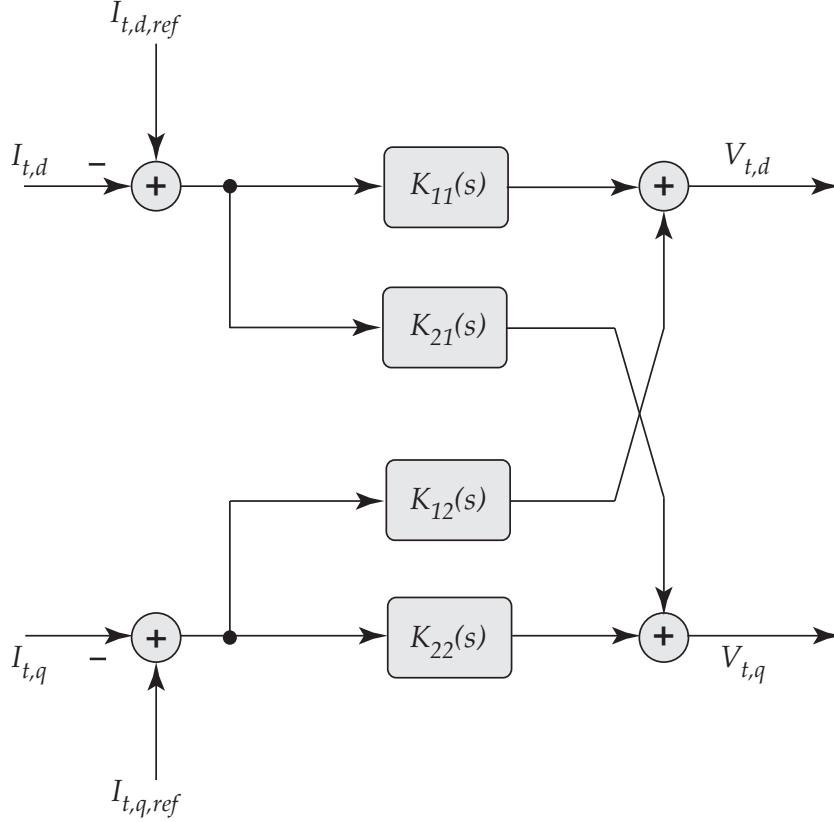 I_{t,d,ref}
I_{t,d}
−
+
K_{11}(s)
+
V_{t,d}
K_{21}(s)
K_{12}(s)
I_{t,q}
−
+
K_{22}(s)
+
V_{t,q}
I_{t,q,ref}